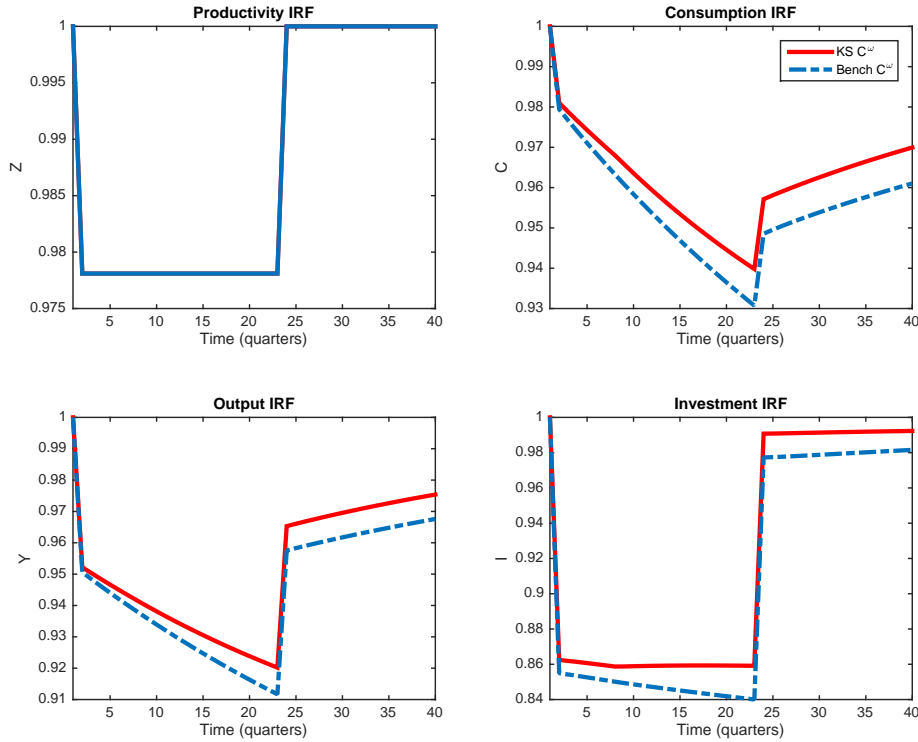 Productivity IRF
1
0.995
0.99
0.985
0.98
0.975
Z
5 10 15 20 25 30 35 40
Time (quarters)
Consumption IRF
KS C^ω
Bench C^ω
1
0.99
0.98
0.97
0.96
0.95
0.94
0.93
C
5 10 15 20 25 30 35 40
Time (quarters)
Output IRF
1
0.99
0.98
0.97
0.96
0.95
0.94
0.93
0.92
0.91
Y
5 10 15 20 25 30 35 40
Time (quarters)
Investment IRF
1
0.98
0.96
0.94
0.92
0.9
0.88
0.86
0.84
I
5 10 15 20 25 30 35 40
Time (quarters)